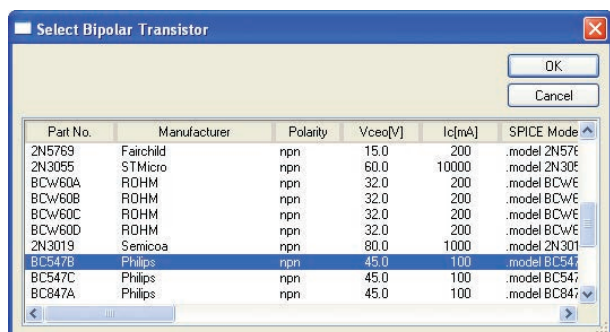 Select Bipolar Transistor
OK
Cancel
Part No. Manufacturer Polarity Vceo[V] Ic[mA] SPICE Mode
2N5769 Fairchild npn 15.0 200 .model 2N576
2N3055 STMicro npn 60.0 10000 .model 2N305
BCW60A ROHM npn 32.0 200 .model BCW6
BCW60B ROHM npn 32.0 200 .model BCW6
BCW60C ROHM npn 32.0 200 .model BCW6
BCW60D ROHM npn 32.0 200 .model BCW6
2N3019 Semicoa npn 80.0 1000 .model 2N301
BC547B Philips npn 45.0 100 .model BC547
BC547C Philips npn 45.0 100 .model BC547
BC847A Philips npn 45.0 100 .model BC847